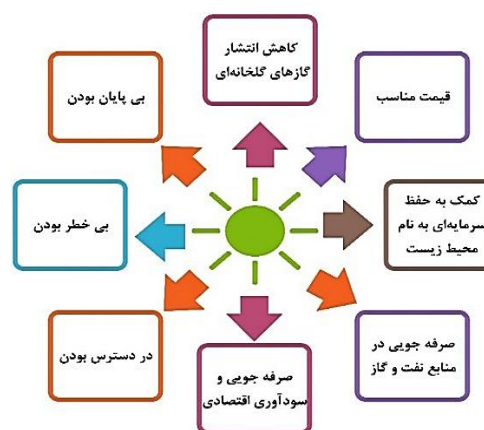 کاهش انتشار
گازهای گلخانه‌ای
قیمت مناسب
کمک به حفظ
سرمایه‌ای به نام
محیط زیست
صرفه جویی در
منابع نفت و گاز
صرفه جویی و
سودآوری اقتصادی
در دسترس بودن
بی خطر بودن
بی پایان بودن